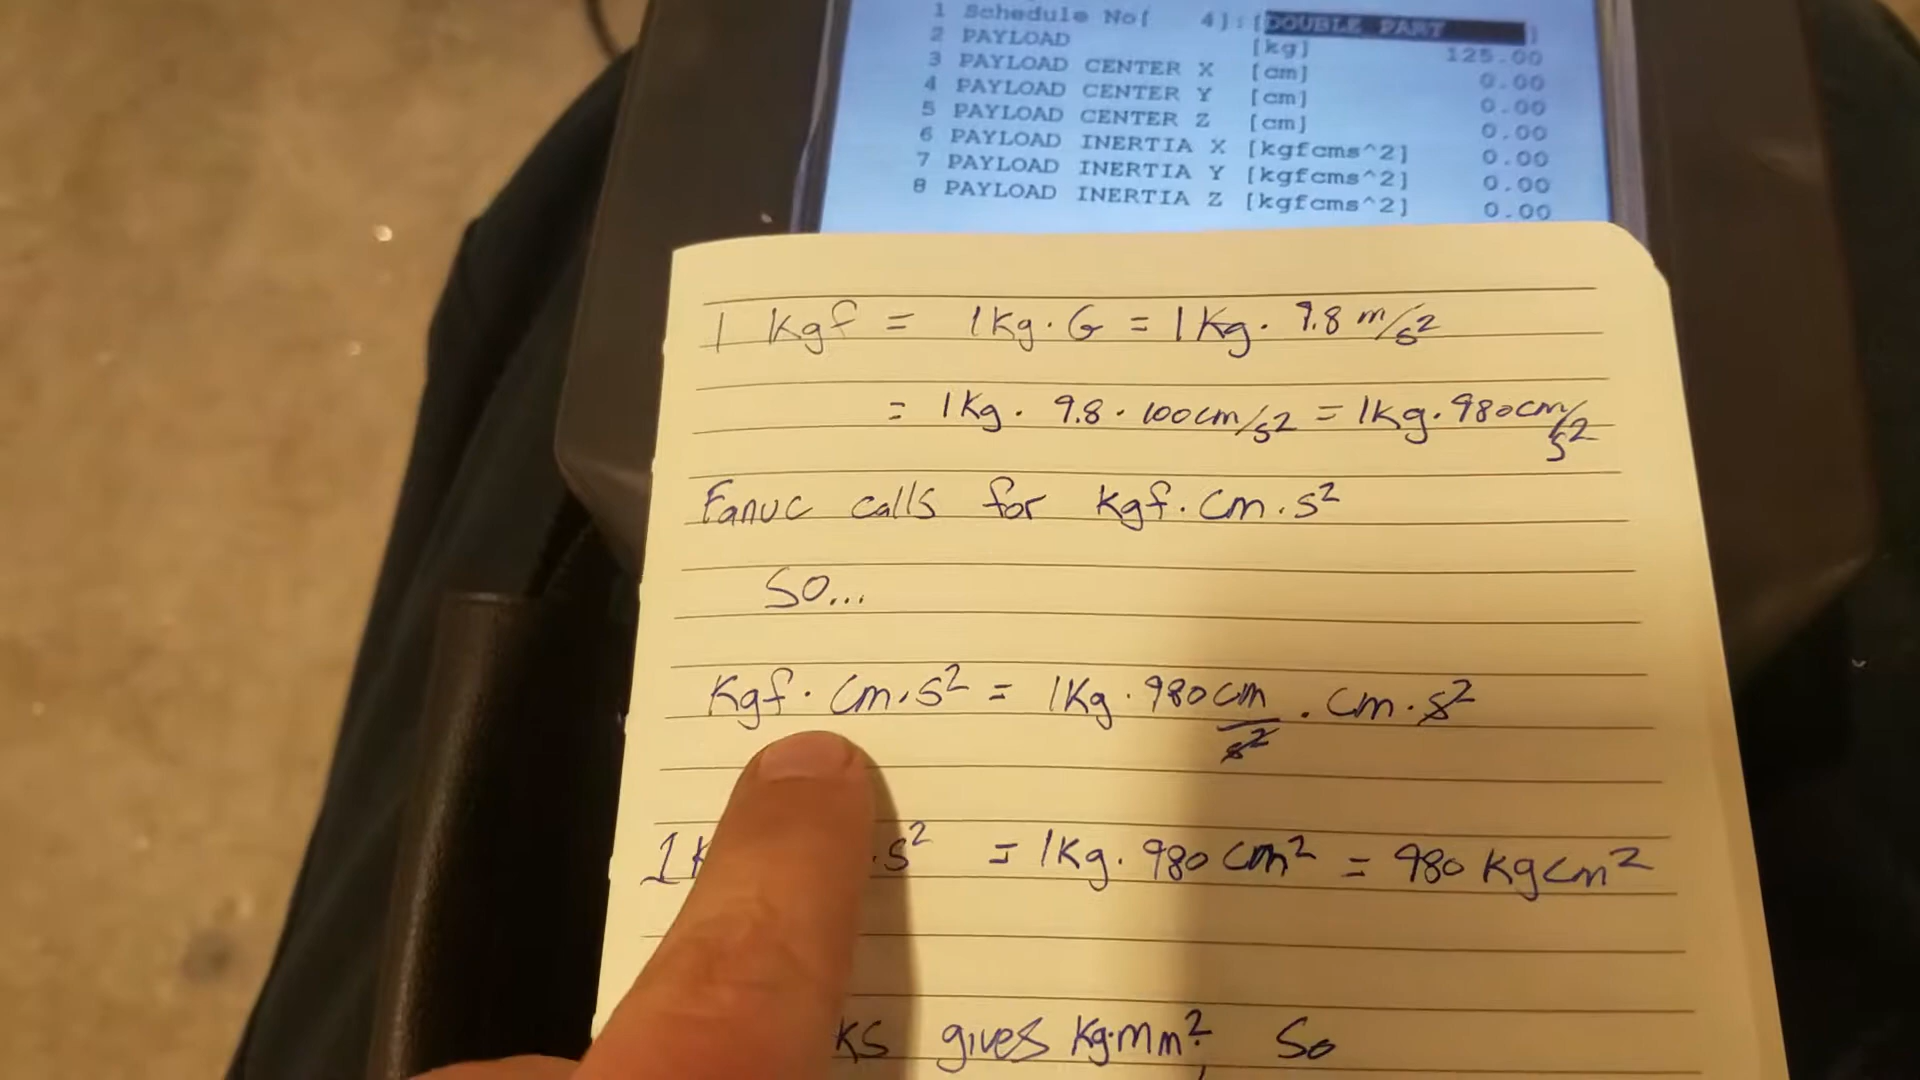 1 Schedule No[ 4]:[DOUBLE PART ]
2 PAYLOAD [kg] 125.00
3 PAYLOAD CENTER X [cm] 0.00
4 PAYLOAD CENTER Y [cm] 0.00
5 PAYLOAD CENTER Z [cm] 0.00
6 PAYLOAD INERTIA X [kgfcms^2] 0.00
7 PAYLOAD INERTIA Y [kgfcms^2] 0.00
8 PAYLOAD INERTIA Z [kgfcms^2] 0.00
1 Kgf = 1Kg · G = 1Kg · 9.8 m/s²
= 1Kg · 9.8 · 100cm/s² = 1Kg · 980cm/s²
Fanuc calls for Kgf · cm · s²
SO...
Kgf · cm · s² = 1Kg · 980 cm/s² · cm · s²
1K · s² = 1Kg · 980 cm² = 980 Kgcm²
KS gives Kg·mm², So